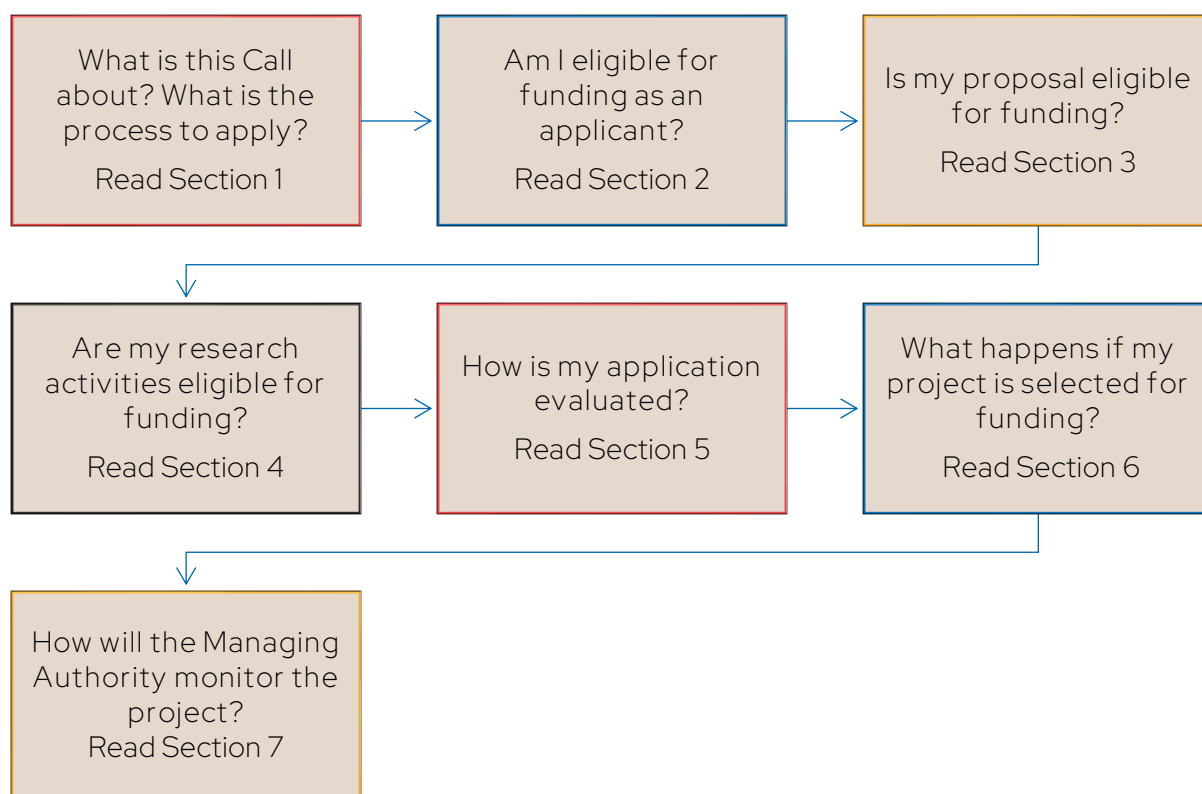 What is this Call
about? What is the
process to apply?
Read Section 1
Am I eligible for
funding as an
applicant?
Read Section 2
Is my proposal eligible
for funding?
Read Section 3
Are my research
activities eligible for
funding?
Read Section 4
How is my application
evaluated?
Read Section 5
What happens if my
project is selected for
funding?
Read Section 6
How will the Managing
Authority monitor the
project?
Read Section 7